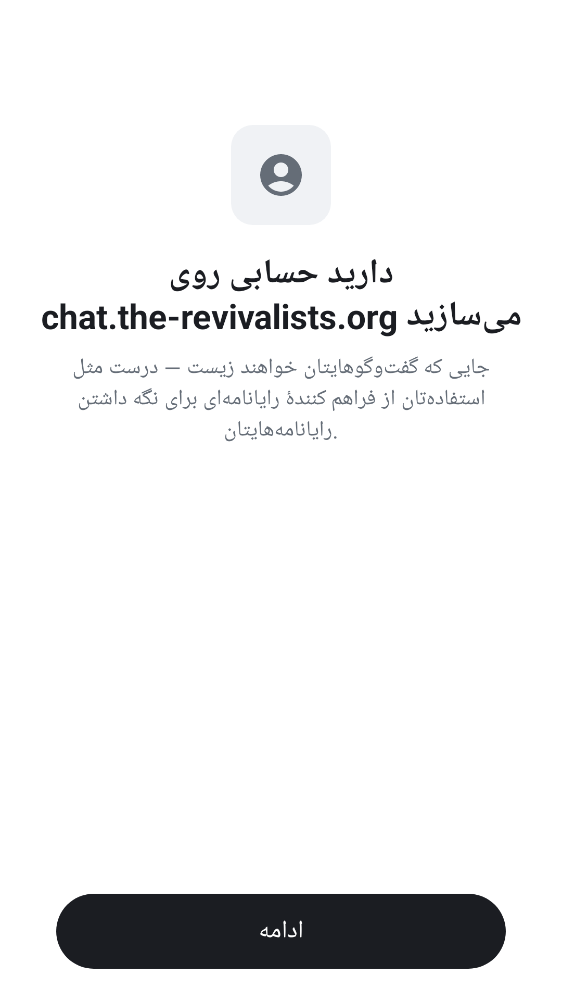 دارید حسابی روی
chat.the-revivalists.org می‌سازید
جایی که گفت‌وگوهایتان خواهند زیست — درست مثل
استفاده‌تان از فراهم کنندهٔ رایانامه‌ای برای نگه داشتن
رایانامه‌هایتان.
ادامه